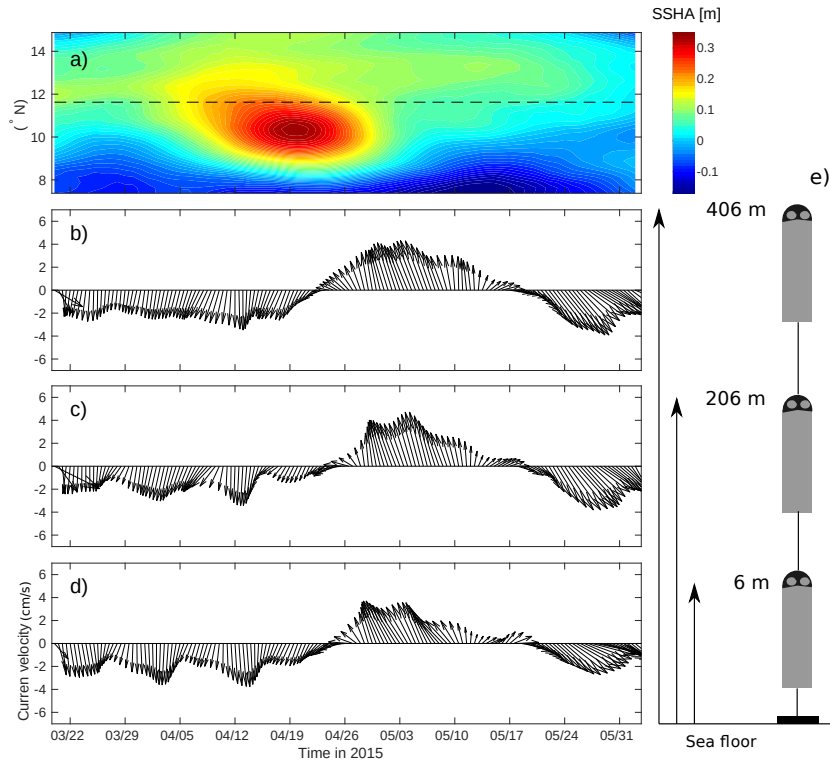 SSHA [m]
a)
14
12
10
8
(° N)
0.3
0.2
0.1
0
-0.1
e)
b)
6
4
2
0
-2
-4
-6
406 m
c)
6
4
2
0
-2
-4
-6
206 m
d)
6
4
2
0
-2
-4
-6
Curren velocity (cm/s)
6 m
03/22 03/29 04/05 04/12 04/19 04/26 05/03 05/10 05/17 05/24 05/31
Time in 2015
Sea floor